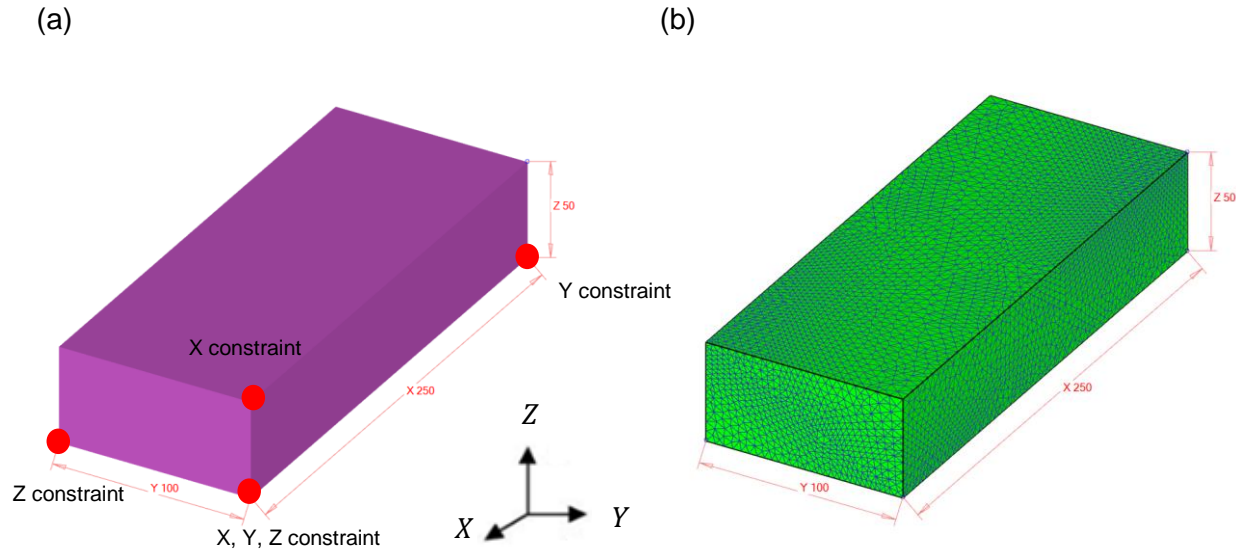 (a)
(b)
Z 50
Y constraint
X constraint
X 250
Z constraint
Y 100
X, Y, Z constraint
Z
X
Y
Z 50
X 250
Y 100